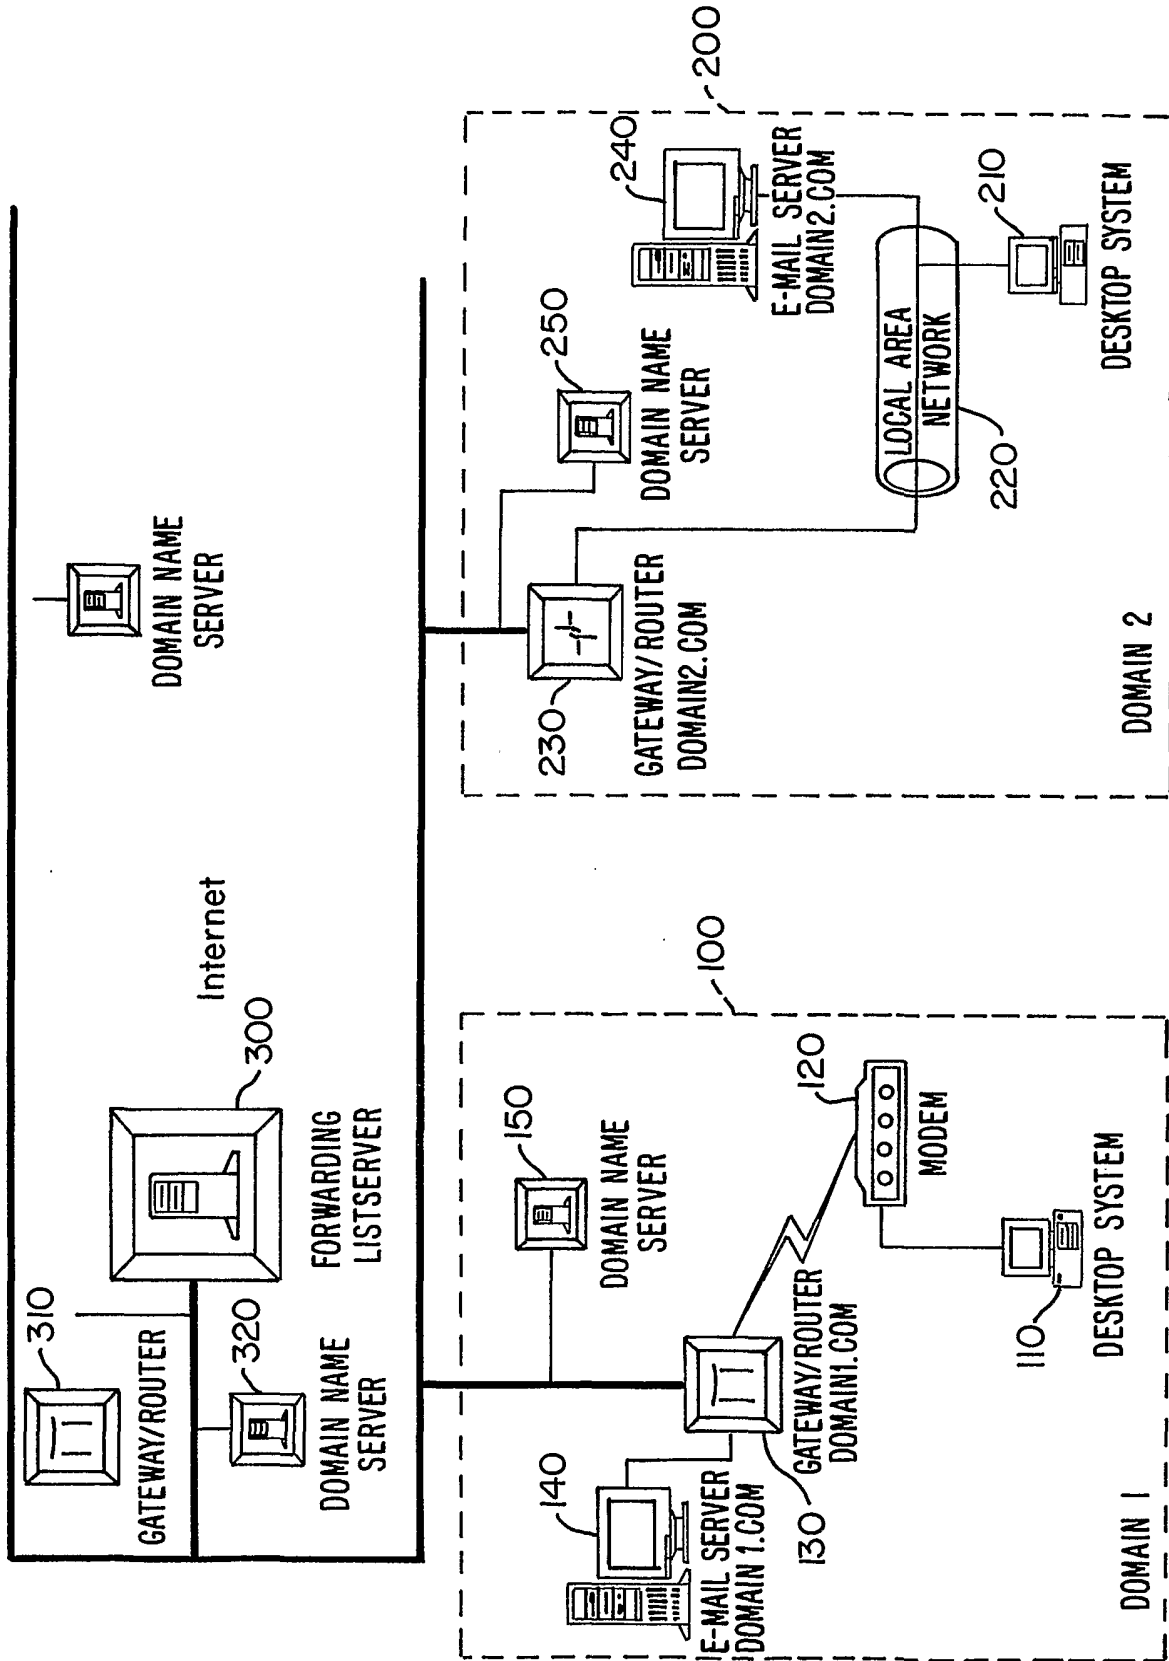 310
GATEWAY/ROUTER
300
FORWARDING
LISTSERVER
320
DOMAIN NAME
SERVER
Internet
DOMAIN NAME
SERVER
100
140
E-MAIL SERVER
DOMAIN 1.COM
150
DOMAIN NAME
SERVER
130
GATEWAY/ROUTER
DOMAIN1.COM
120
MODEM
110
DESKTOP SYSTEM
DOMAIN 1
200
230
GATEWAY/ROUTER
DOMAIN2.COM
250
DOMAIN NAME
SERVER
240
E-MAIL SERVER
DOMAIN2.COM
LOCAL AREA
NETWORK
220
210
DESKTOP SYSTEM
DOMAIN 2